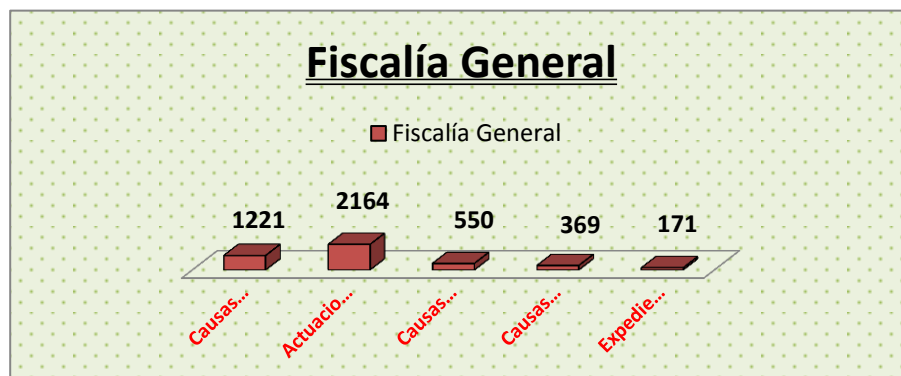 Fiscalía General
Fiscalía General
1221
2164
550
369
171
Causas...
Actuacio...
Causas...
Causas...
Expedie...